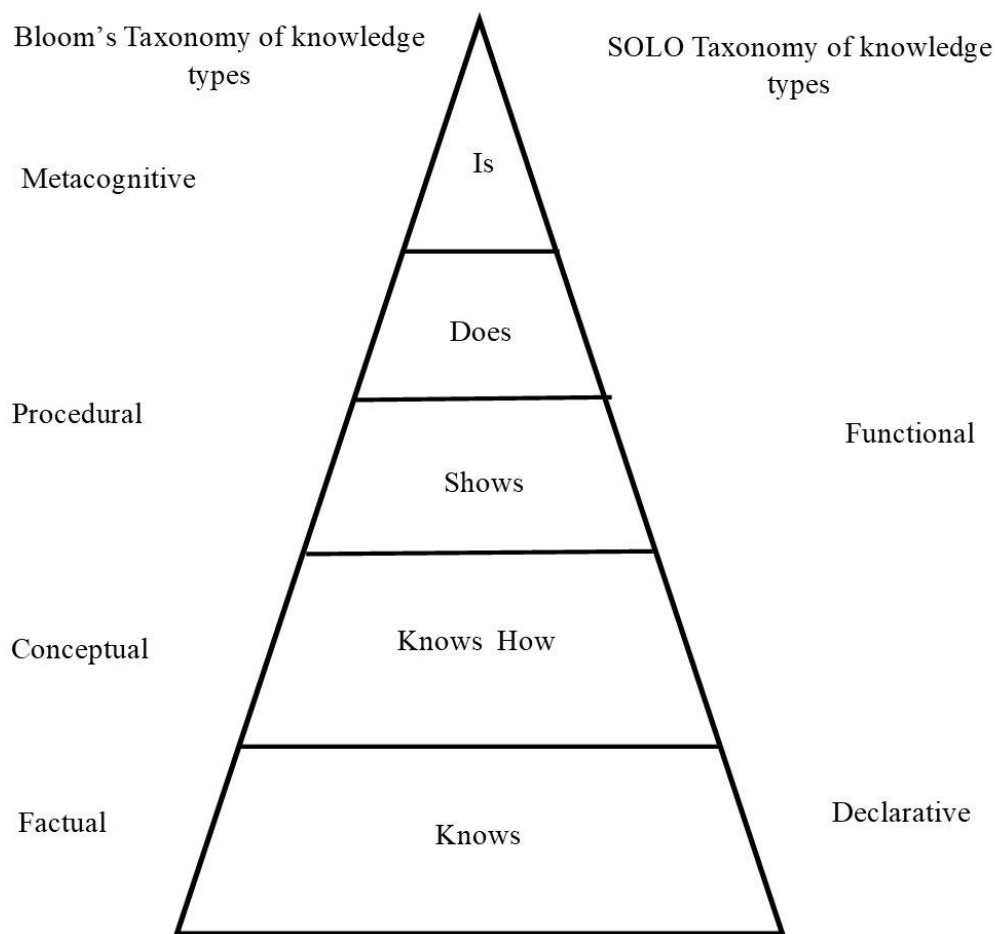 Bloom’s Taxonomy of knowledge
types
SOLO Taxonomy of knowledge
types
Is
Metacognitive
Does
Procedural
Functional
Shows
Knows How
Conceptual
Declarative
Factual
Knows